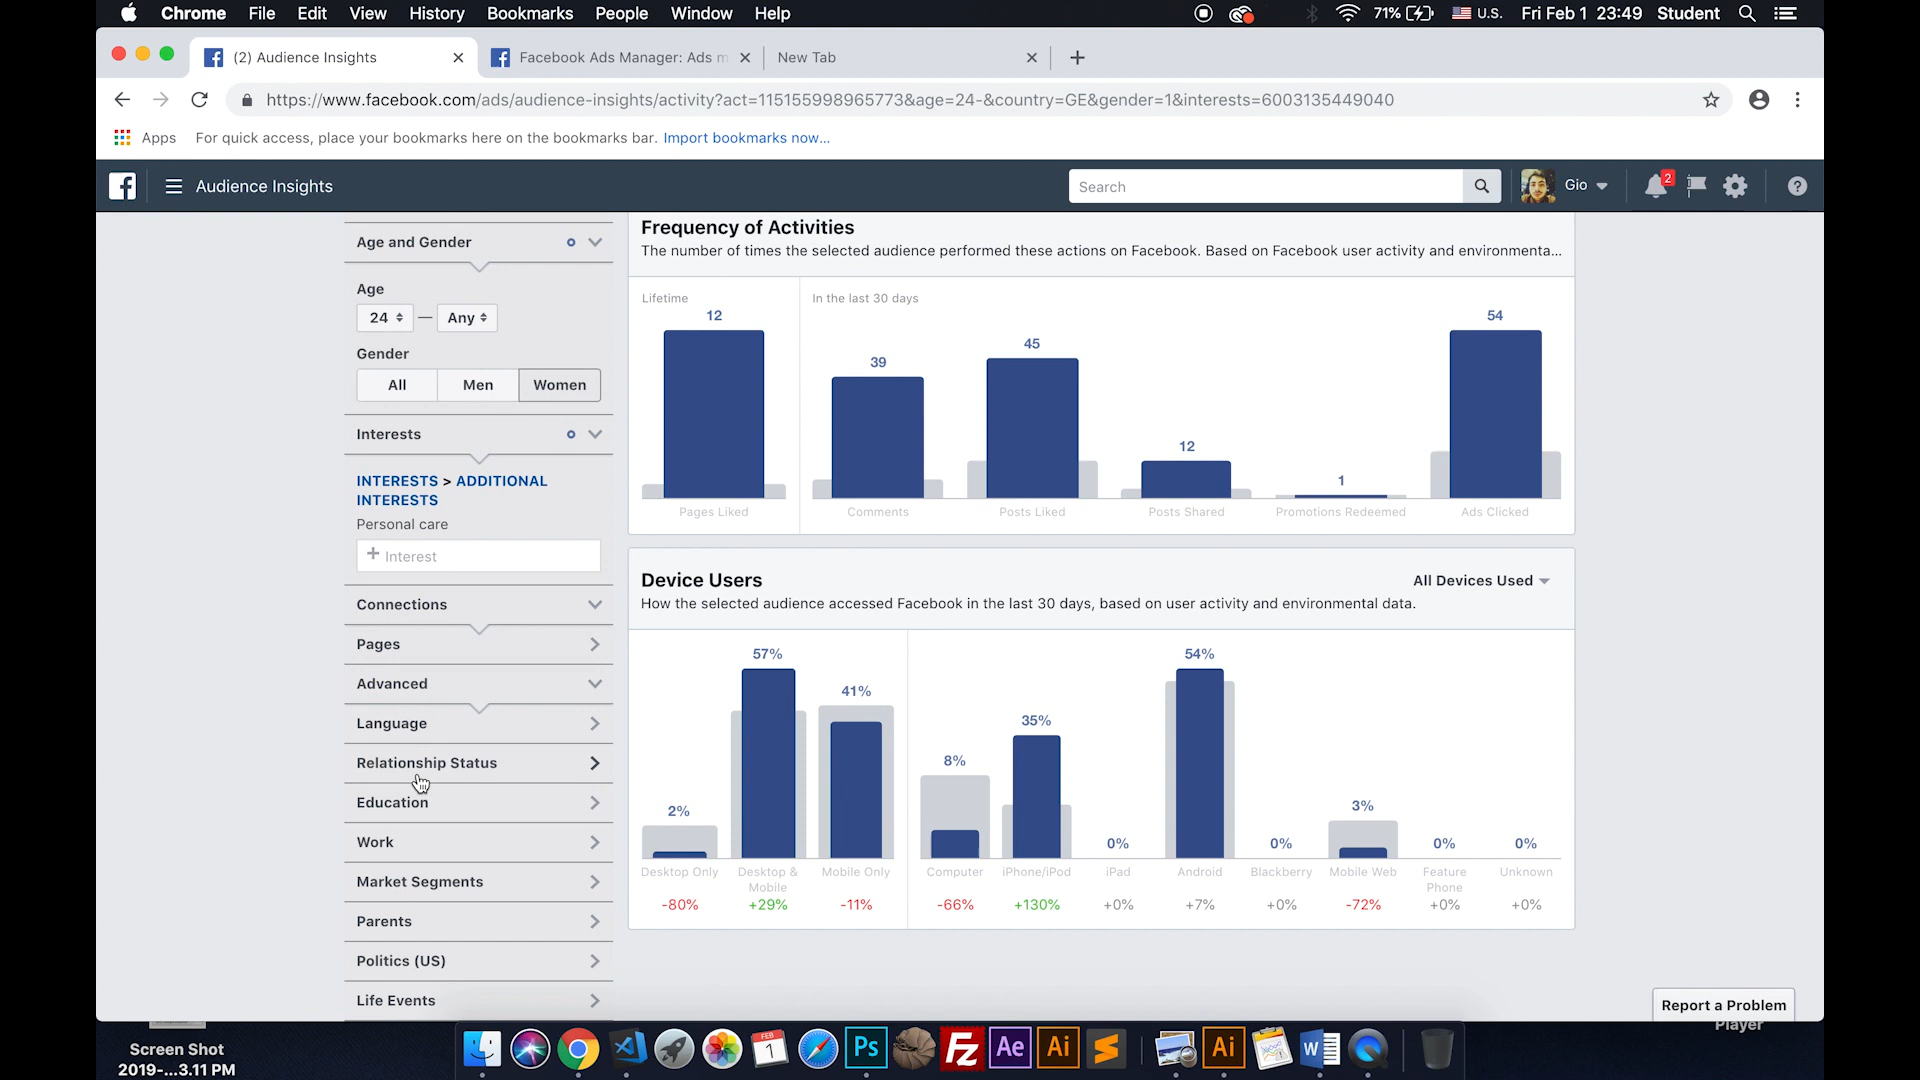 Chrome File Edit View History Bookmarks People Window Help 71% U.S. Fri Feb 1 23:49 Student
(2) Audience Insights Facebook Ads Manager: Ads m New Tab
https://www.facebook.com/ads/audience-insights/activity?act=115155998965773&age=24-&country=GE&gender=1&interests=6003135449040
Apps For quick access, place your bookmarks here on the bookmarks bar. Import bookmarks now...
Audience Insights Search Gio 2
Age and Gender
Age
24 — Any
Gender
All Men Women
Interests
INTERESTS > ADDITIONAL
INTERESTS
Personal care
+ Interest
Connections
Pages
Advanced
Language
Relationship Status
Education
Work
Market Segments
Parents
Politics (US)
Life Events
Frequency of Activities
The number of times the selected audience performed these actions on Facebook. Based on Facebook user activity and environmenta...
Lifetime In the last 30 days
12 39 45 12 1 54
Pages Liked Comments Posts Liked Posts Shared Promotions Redeemed Ads Clicked
Device Users All Devices Used
How the selected audience accessed Facebook in the last 30 days, based on user activity and environmental data.
2% 57% 41% 8% 35% 0% 54% 0% 3% 0% 0%
Desktop Only Desktop & Mobile Only Computer iPhone/iPod iPad Android Blackberry Mobile Web Feature Unknown
Mobile Phone
-80% +29% -11% -66% +130% +0% +7% +0% -72% +0% +0%
Report a Problem
Player
Screen Shot
2019-...3.11 PM
FEB
1
Ps Fz Ae Ai Ai W